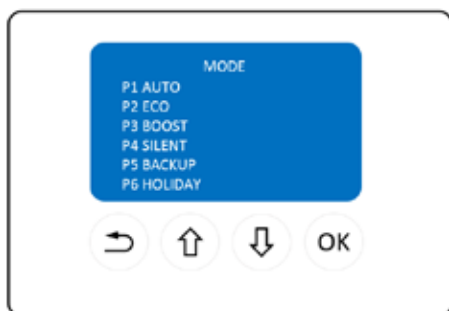 MODE
P1 AUTO
P2 ECO
P3 BOOST
P4 SILENT
P5 BACKUP
P6 HOLIDAY
OK